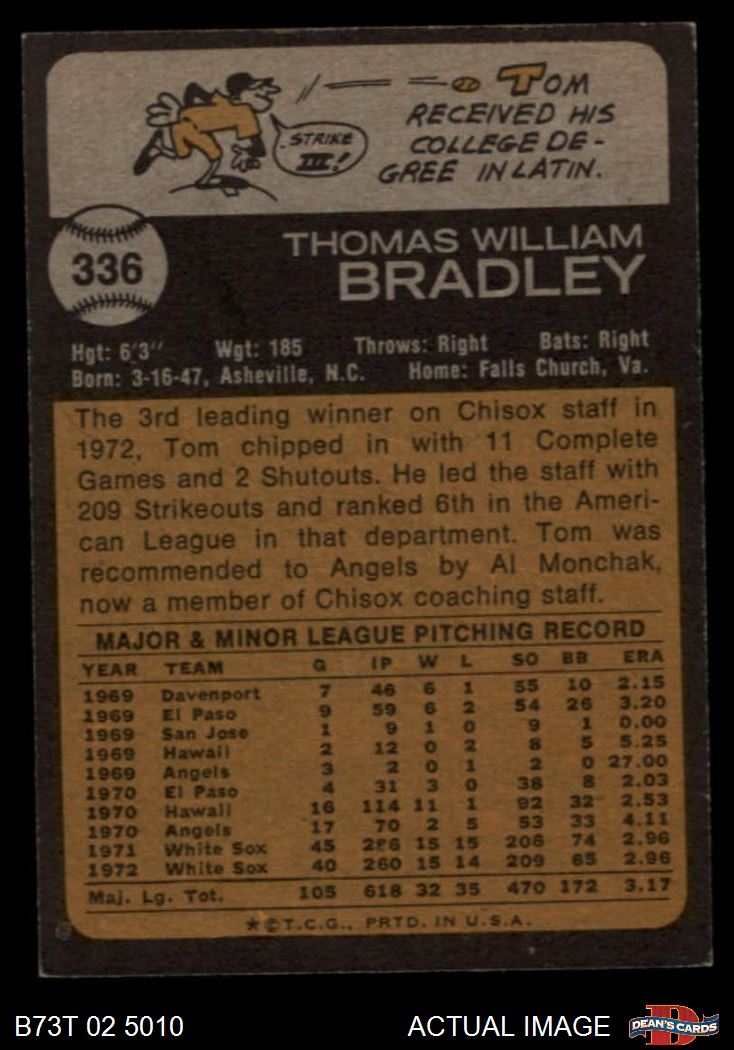 TOM
RECEIVED HIS
COLLEGE DE-
GREE IN LATIN.
STRIKE
III!
336
THOMAS WILLIAM
BRADLEY
Hgt: 6'3" Wgt: 185 Throws: Right Bats: Right
Born: 3-16-47, Asheville, N.C. Home: Falls Church, Va.
The 3rd leading winner on Chisox staff in
1972, Tom chipped in with 11 Complete
Games and 2 Shutouts. He led the staff with
209 Strikeouts and ranked 6th in the Ameri-
can League in that department. Tom was
recommended to Angels by Al Monchak,
now a member of Chisox coaching staff.
MAJOR & MINOR LEAGUE PITCHING RECORD
YEAR TEAM G IP W L SO BB ERA
1969 Davenport 7 46 6 1 55 10 2.15
1969 El Paso 9 59 6 2 54 26 3.20
1969 San Jose 1 9 1 0 9 1 0.00
1969 Hawaii 2 12 0 2 8 5 5.25
1969 Angels 3 2 0 1 2 0 27.00
1970 El Paso 4 31 3 0 38 8 2.03
1970 Hawaii 16 114 11 1 92 32 2.53
1970 Angels 17 70 2 5 53 33 4.11
1971 White Sox 45 286 15 15 206 74 2.96
1972 White Sox 40 260 15 14 209 65 2.98
Maj. Lg. Tot. 105 618 32 35 470 172 3.17
*©T.C.G., PRTD. IN U.S.A.
B73T 02 5010 ACTUAL IMAGE DEAN'S CARDS